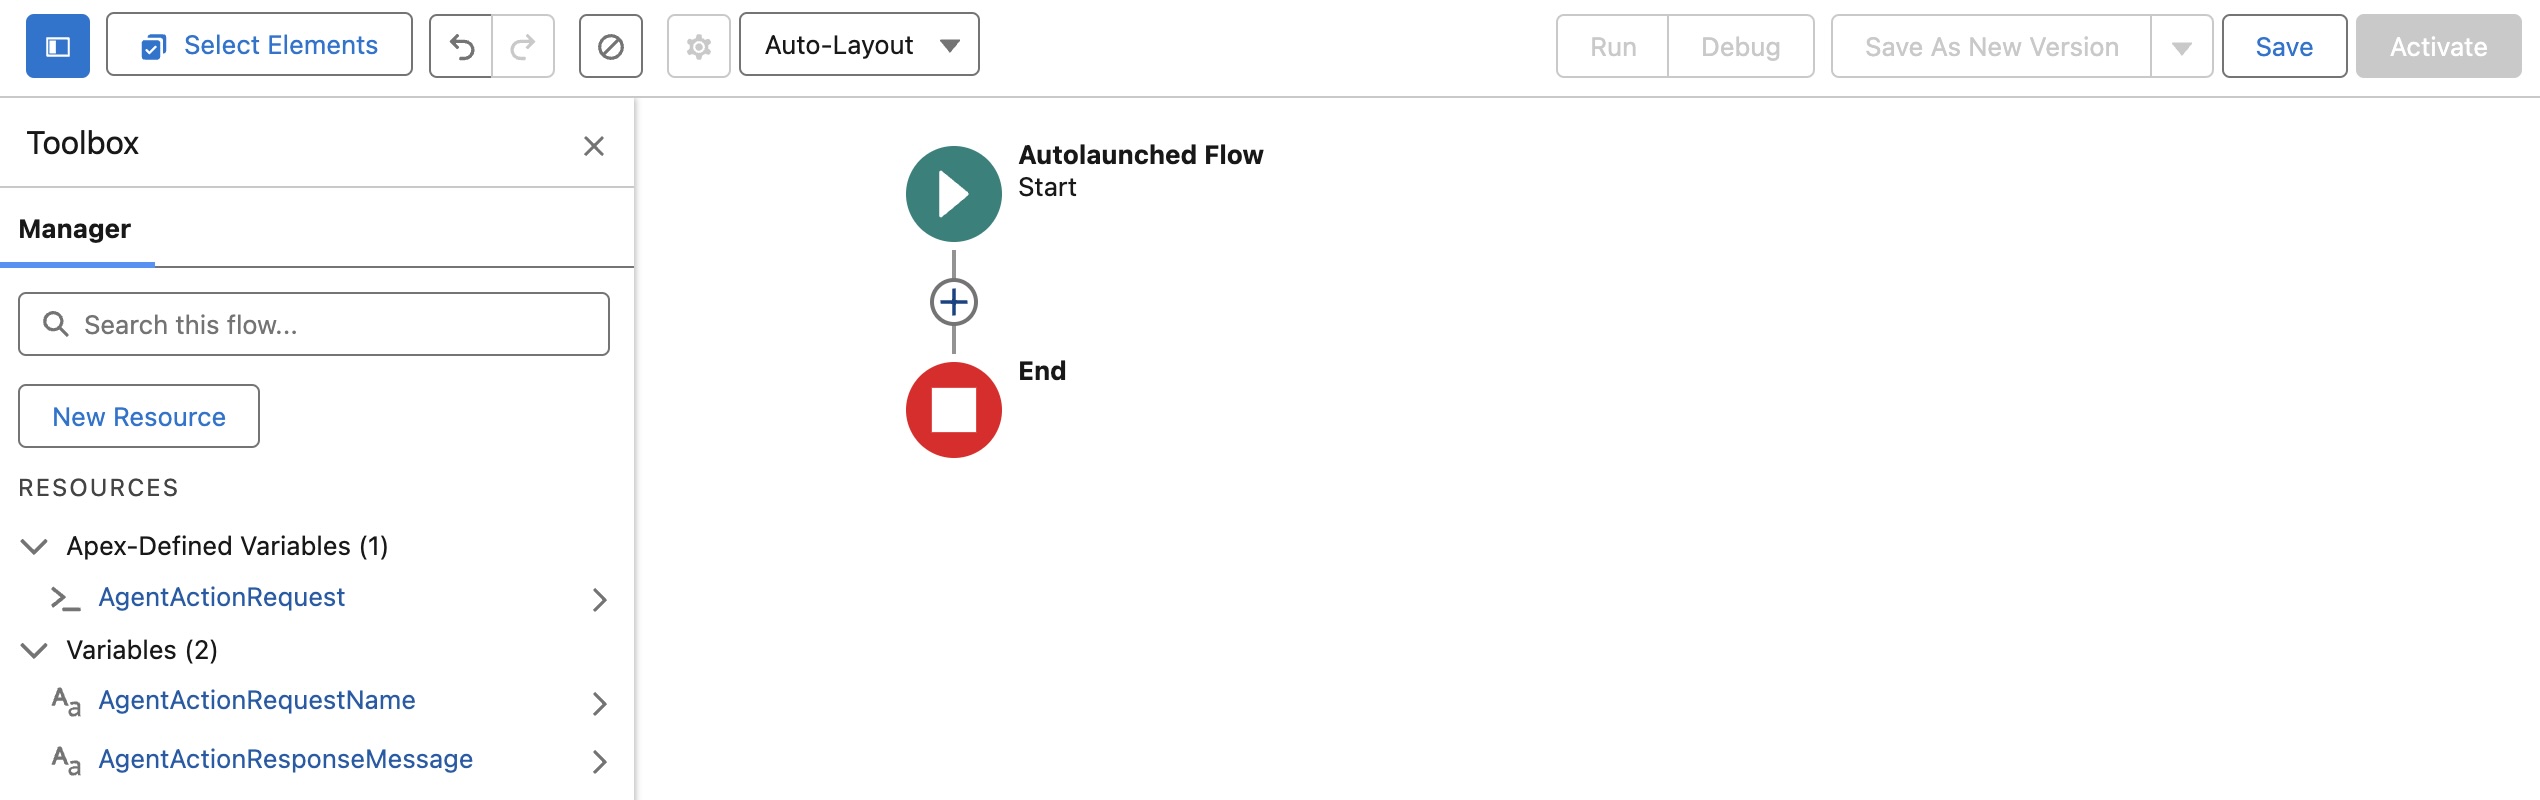 Select Elements
Auto-Layout
Run
Debug
Save As New Version
Save
Activate
Toolbox
Manager
Search this flow...
New Resource
RESOURCES
Apex-Defined Variables (1)
AgentActionRequest
Variables (2)
AgentActionRequestName
AgentActionResponseMessage
Autolaunched Flow
Start
End